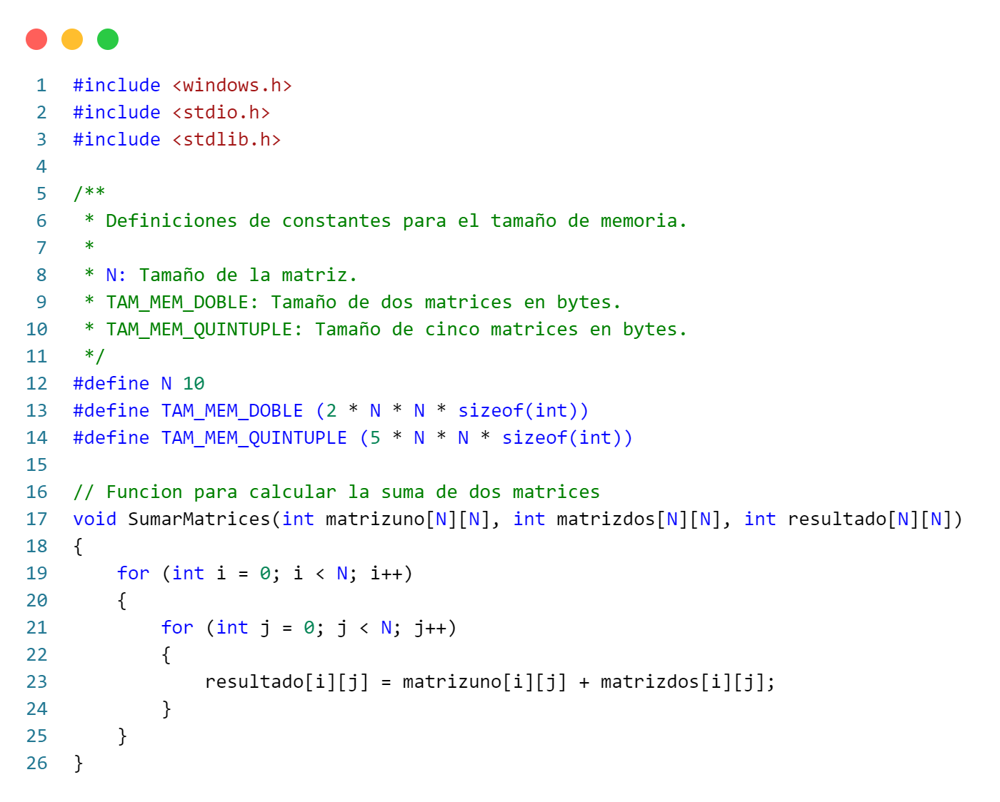 1 #include <windows.h>
2 #include <stdio.h>
3 #include <stdlib.h>
4
5 /**
6  * Definiciones de constantes para el tamaño de memoria.
7  *
8  * N: Tamaño de la matriz.
9  * TAM_MEM_DOBLE: Tamaño de dos matrices en bytes.
10  * TAM_MEM_QUINTUPLE: Tamaño de cinco matrices en bytes.
11  */
12 #define N 10
13 #define TAM_MEM_DOBLE (2 * N * N * sizeof(int))
14 #define TAM_MEM_QUINTUPLE (5 * N * N * sizeof(int))
15
16 // Funcion para calcular la suma de dos matrices
17 void SumarMatrices(int matrizuno[N][N], int matrizdos[N][N], int resultado[N][N])
18 {
19     for (int i = 0; i < N; i++)
20     {
21         for (int j = 0; j < N; j++)
22         {
23             resultado[i][j] = matrizuno[i][j] + matrizdos[i][j];
24         }
25     }
26 }